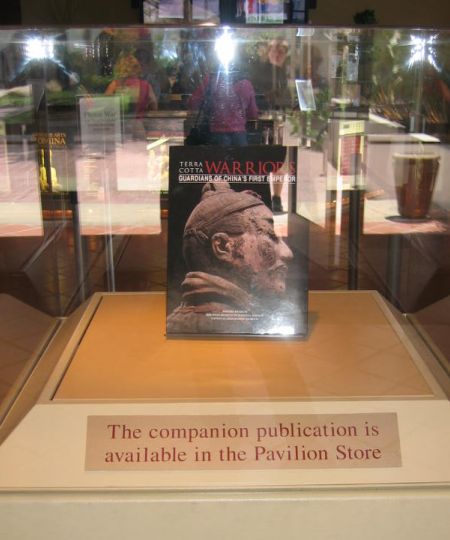 TERRA
COTTA WARRIORS
GUARDIANS OF CHINA'S FIRST EMPEROR
The companion publication is
available in the Pavilion Store